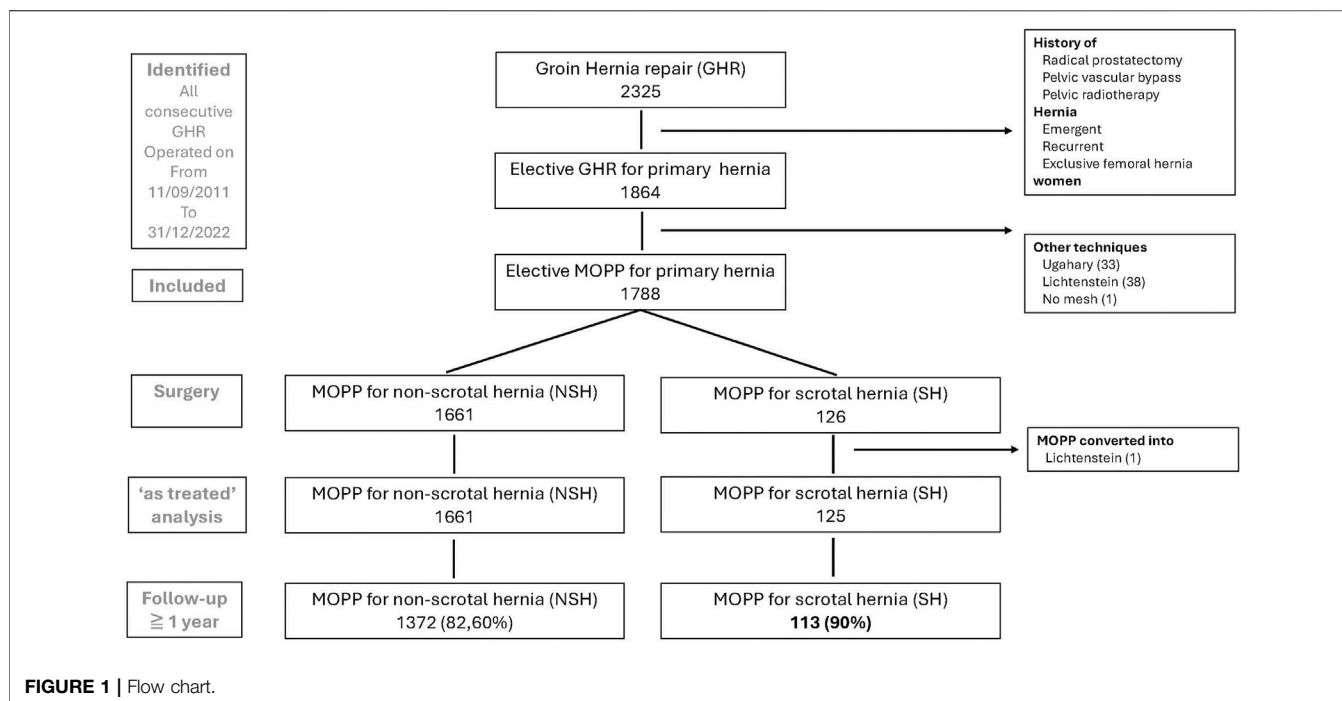 Identified
All
consecutive
GHR
Operated on
From
11/09/2011
To
31/12/2022
Groin Hernia repair (GHR)
2325
History of
Radical prostatectomy
Pelvic vascular bypass
Pelvic radiotherapy
Hernia
Emergent
Recurrent
Exclusive femoral hernia
women
Elective GHR for primary hernia
1864
Other techniques
Ugahary (33)
Lichtenstein (38)
No mesh (1)
Included
Elective MOPP for primary hernia
1788
Surgery
MOPP for non-scrotal hernia (NSH)
1661
MOPP for scrotal hernia (SH)
126
MOPP converted into
Lichtenstein (1)
‘as treated’
analysis
MOPP for non-scrotal hernia (NSH)
1661
MOPP for scrotal hernia (SH)
125
Follow-up
≧ 1 year
MOPP for non-scrotal hernia (NSH)
1372 (82,60%)
MOPP for scrotal hernia (SH)
113 (90%)
FIGURE 1 | Flow chart.